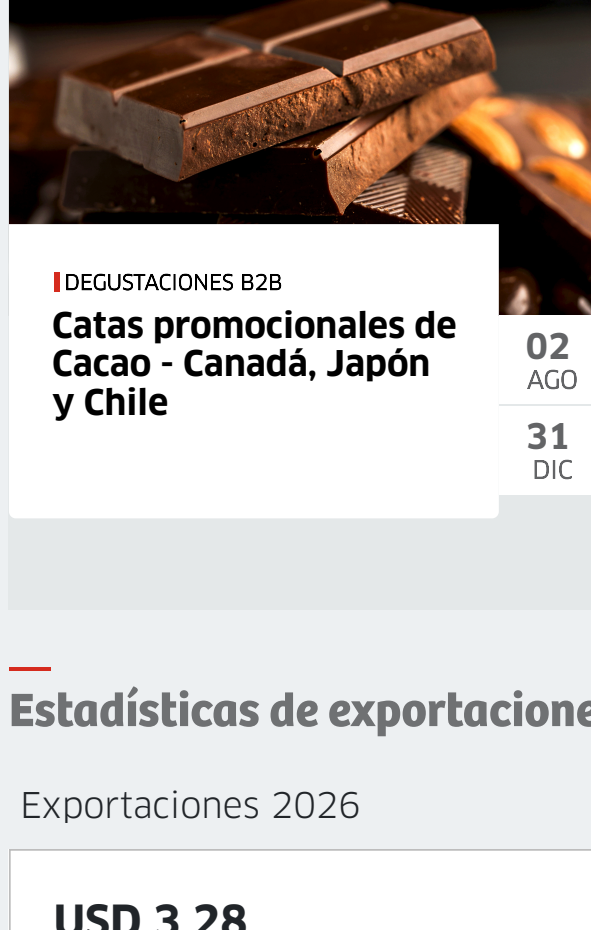 DEGUSTACIONES B2B
Catas promocionales de
Cacao - Canadá, Japón
y Chile
02
AGO
31
DIC
Estadísticas de exportacione
Exportaciones 2026
USD 3.28